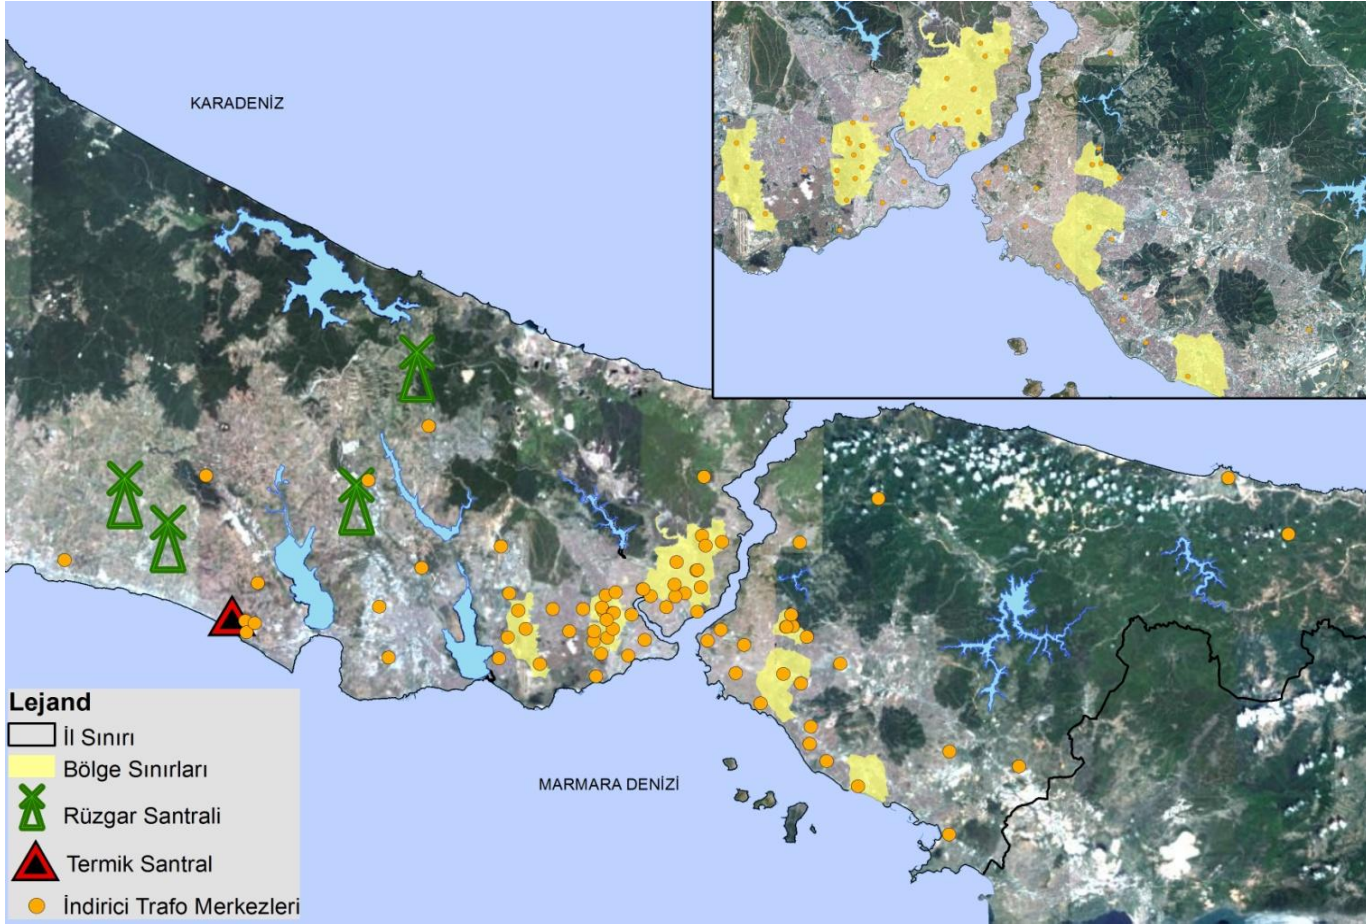 KARADENİZ
MARMARA DENİZİ
Lejand
İl Sınırı
Bölge Sınırları
Rüzgar Santrali
Termik Santral
İndirici Trafo Merkezleri